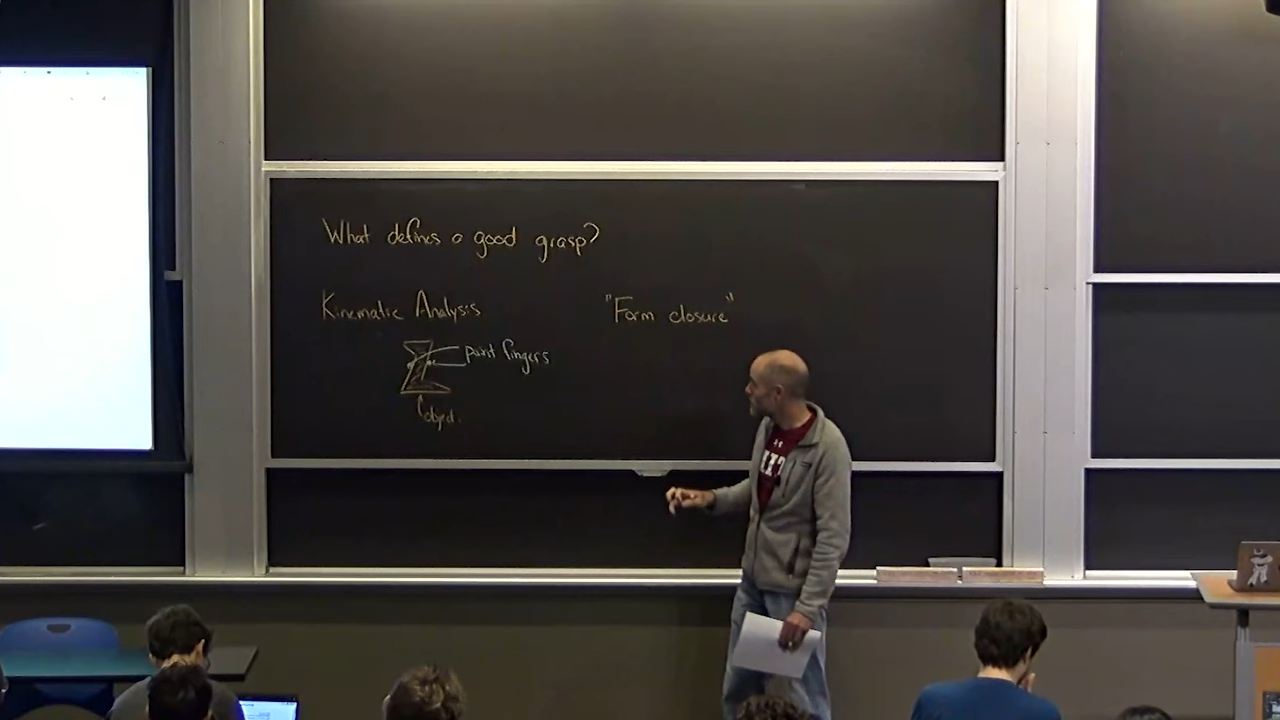 What defines a good grasp?
Kinematic Analysis
"Form closure"
point fingers
object.